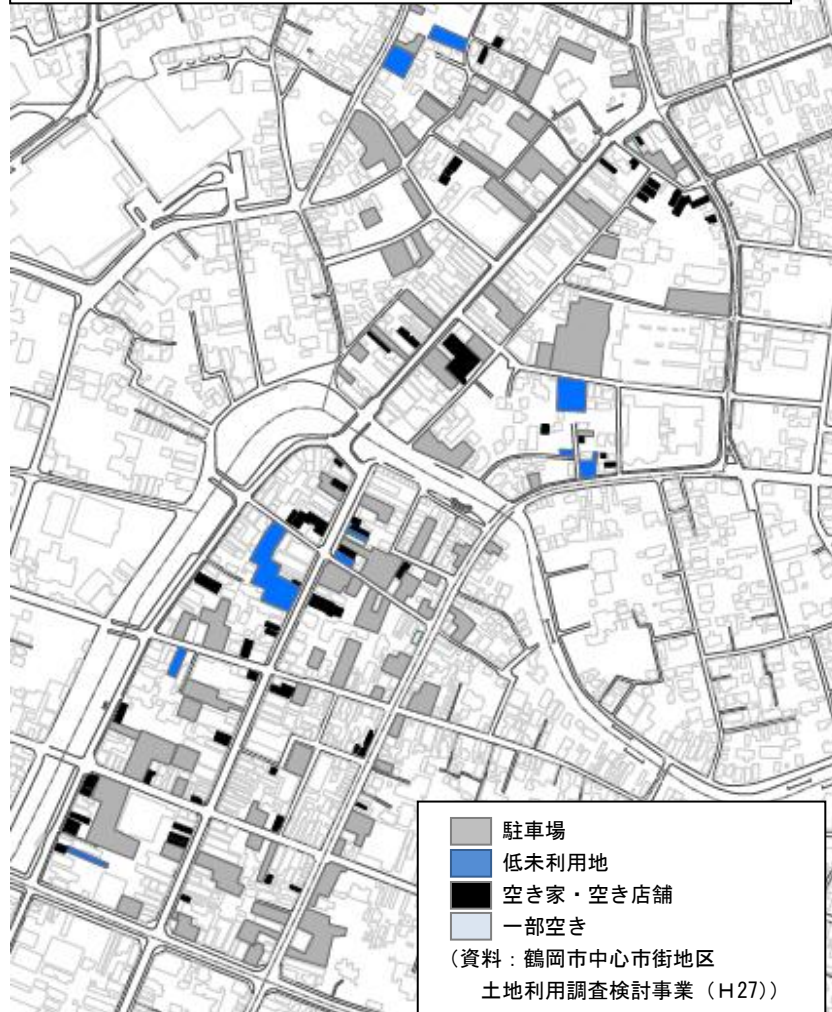 駐車場
低未利用地
空き家・空き店舗
一部空き
(資料:鶴岡市中心市街地区
土地利用調査検討事業(H27))